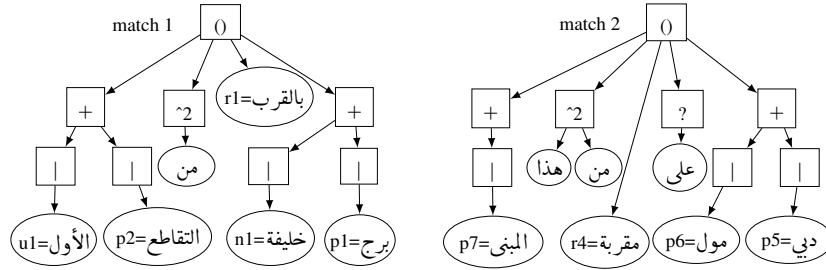 match 1
()
match 2
()
+
^2
r1=بالقرب
+
+
^2
?
+
|
|
من
|
|
|
هذا
من
على
|
|
u1=الأول
p2=التقاطع
n1=خليفة
p1=برج
p7=المبنى
r4=مقربة
p6=مول
p5=دبي